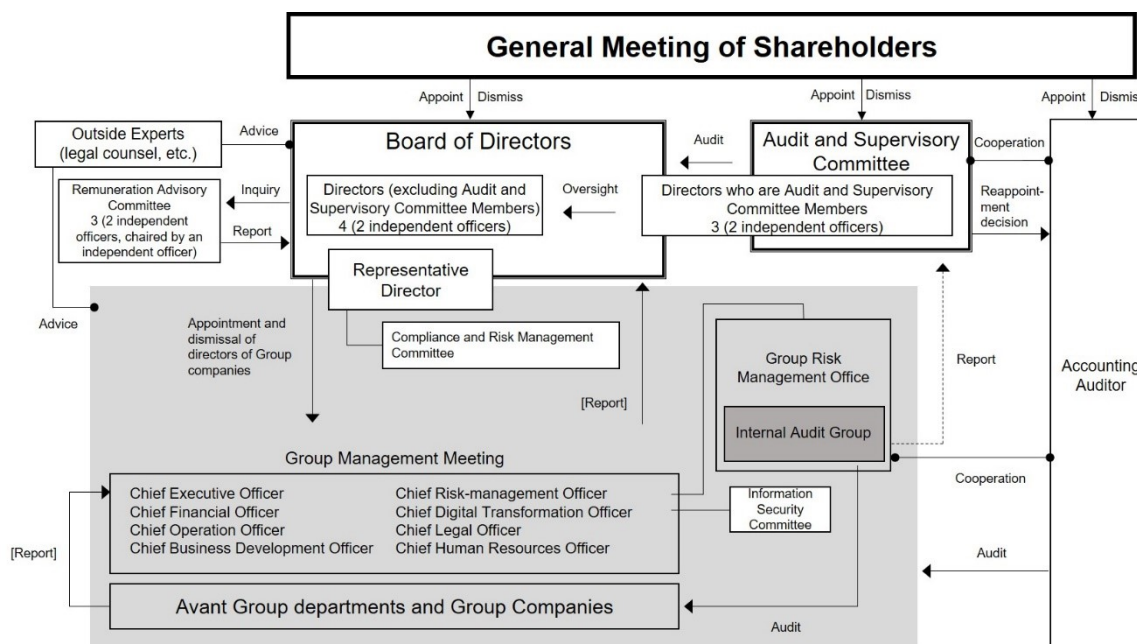 General Meeting of Shareholders
Appoint Dismiss
Appoint Dismiss
Appoint
Outside Experts
(legal counsel, etc.)
Advice
Board of Directors
Audit
Audit and Supervisory
Committee
Cooperation
Remuneration Advisory
Committee
3 (2 independent
officers, chaired by an
independent officer)
Inquiry
Report
Directors (excluding Audit and
Supervisory Committee Members)
4 (2 independent officers)
Oversight
Directors who are Audit and Supervisory
Committee Members
3 (2 independent officers)
Reappoint-
ment
decision
Representative
Director
Advice
Appointment and
dismissal of
directors of Group
companies
Compliance and Risk Management
Committee
[Report]
Group Risk
Management Office
Internal Audit Group
Report
Accounting
Auditor
Cooperation
Group Management Meeting
Chief Executive Officer
Chief Financial Officer
Chief Operation Officer
Chief Business Development Officer
Chief Risk-management Officer
Chief Digital Transformation Officer
Chief Legal Officer
Chief Human Resources Officer
Information
Security
Committee
[Report]
Audit
Avant Group departments and Group Companies
Audit